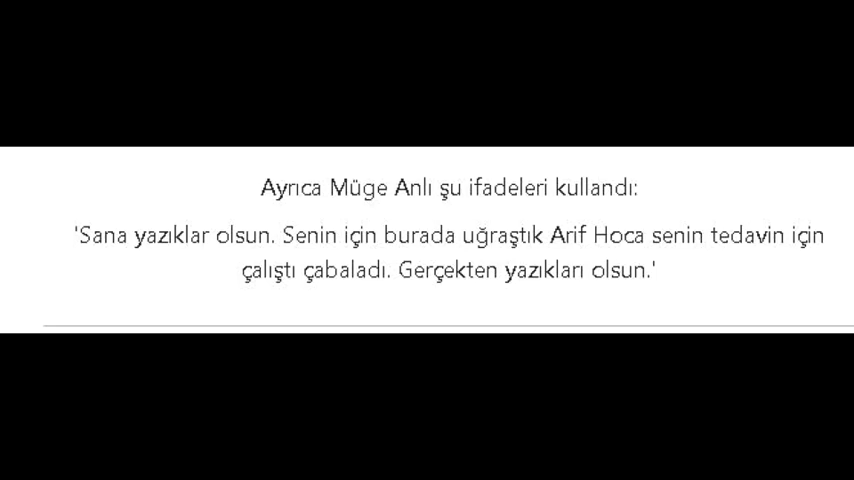 Ayrıca Müge Anlı şu ifadeleri kullandı:
'Sana yazıklar olsun. Senin için burada uğraştık Arif Hoca senin tedavin için
çalıştı çabaladı. Gerçekten yazıkları olsun.'